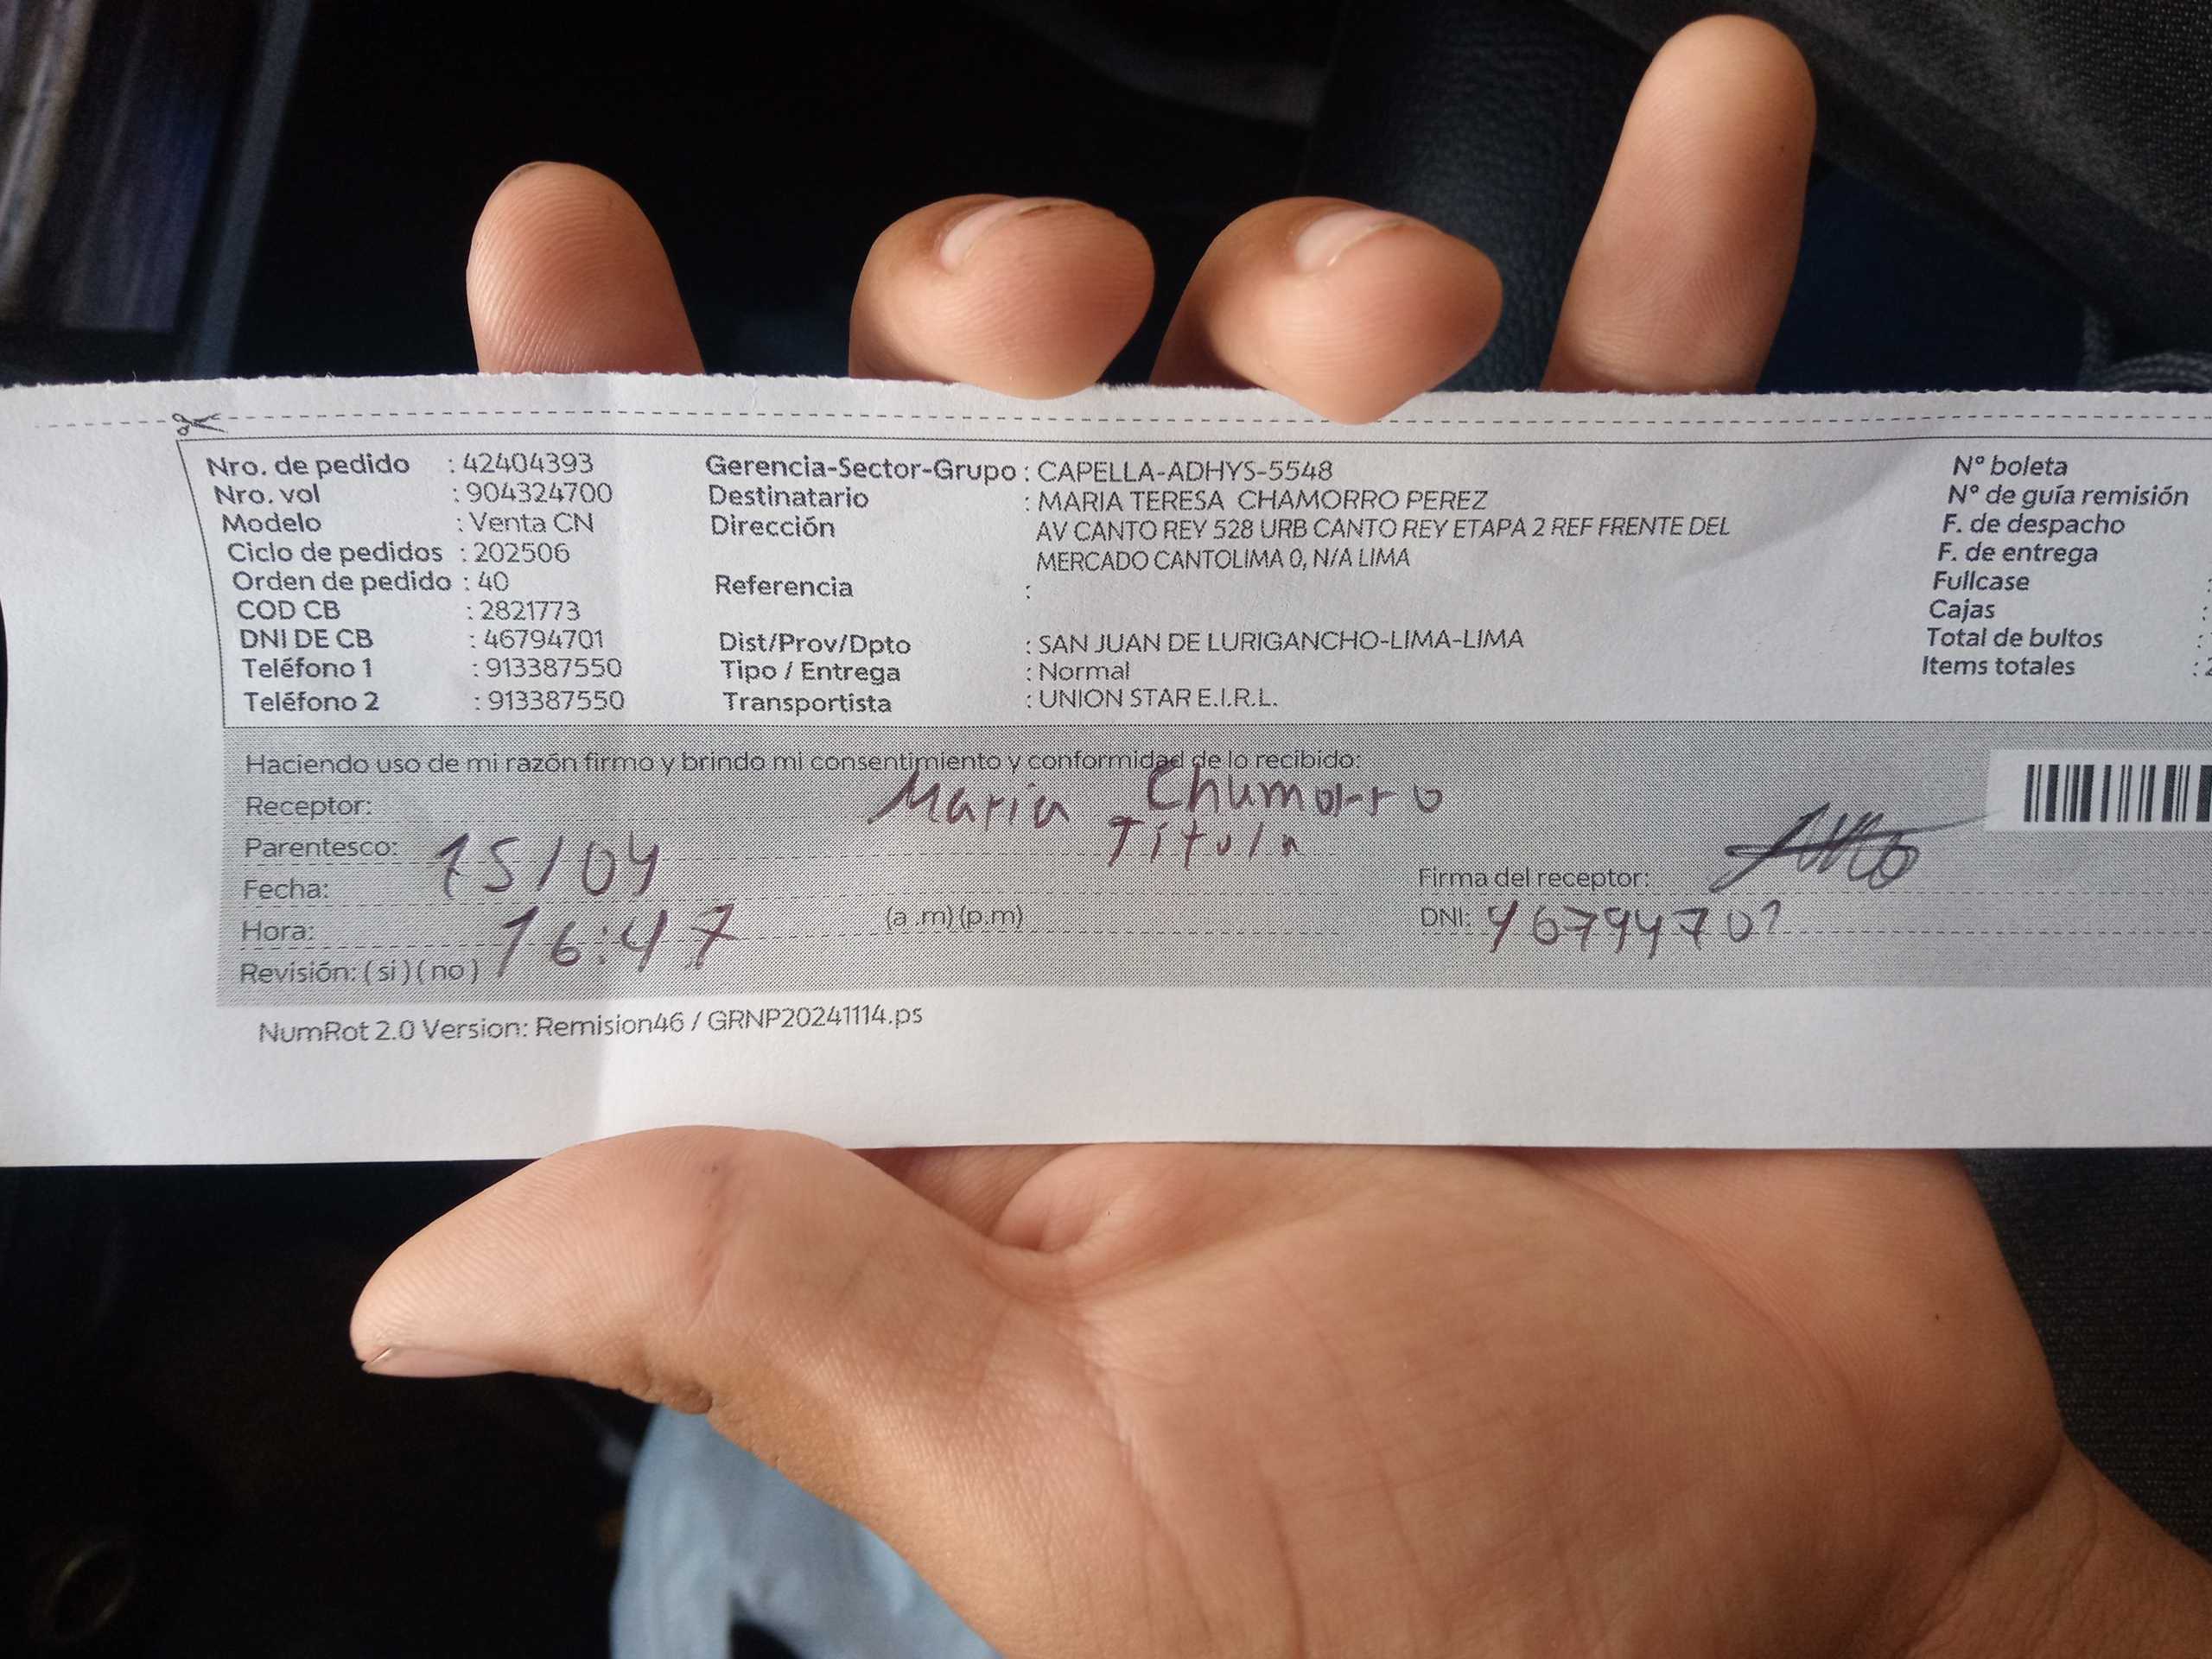 Nro. de pedido : 42404393
Nro. vol : 904324700
Modelo : Venta CN
Ciclo de pedidos : 202506
Orden de pedido : 40
COD CB : 2821773
DNI DE CB : 46794701
Teléfono 1 : 913387550
Teléfono 2 : 913387550
Gerencia-Sector-Grupo : CAPELLA-ADHYS-5548
Destinatario : MARIA TERESA CHAMORRO PEREZ
Dirección AV CANTO REY 528 URB CANTO REY ETAPA 2 REF FRENTE DEL
MERCADO CANTOLIMA 0, N/A LIMA
Referencia :
Dist/Prov/Dpto : SAN JUAN DE LURIGANCHO-LIMA-LIMA
Tipo / Entrega : Normal
Transportista : UNION STAR E.I.R.L.
N° boleta
N° de guía remisión
F. de despacho
F. de entrega
Fullcase :
Cajas :
Total de bultos :
Items totales : 2
Haciendo uso de mi razón firmo y brindo mi consentimiento y conformidad de lo recibido:
Receptor: Maria Chumorro
Parentesco: Titula
Fecha: 15/04
Firma del receptor:
Hora: 16:47 (a .m) (p.m)
DNI: 46794701
Revisión: ( si ) ( no )
NumRot 2.0 Version: Remision46 / GRNP20241114.ps